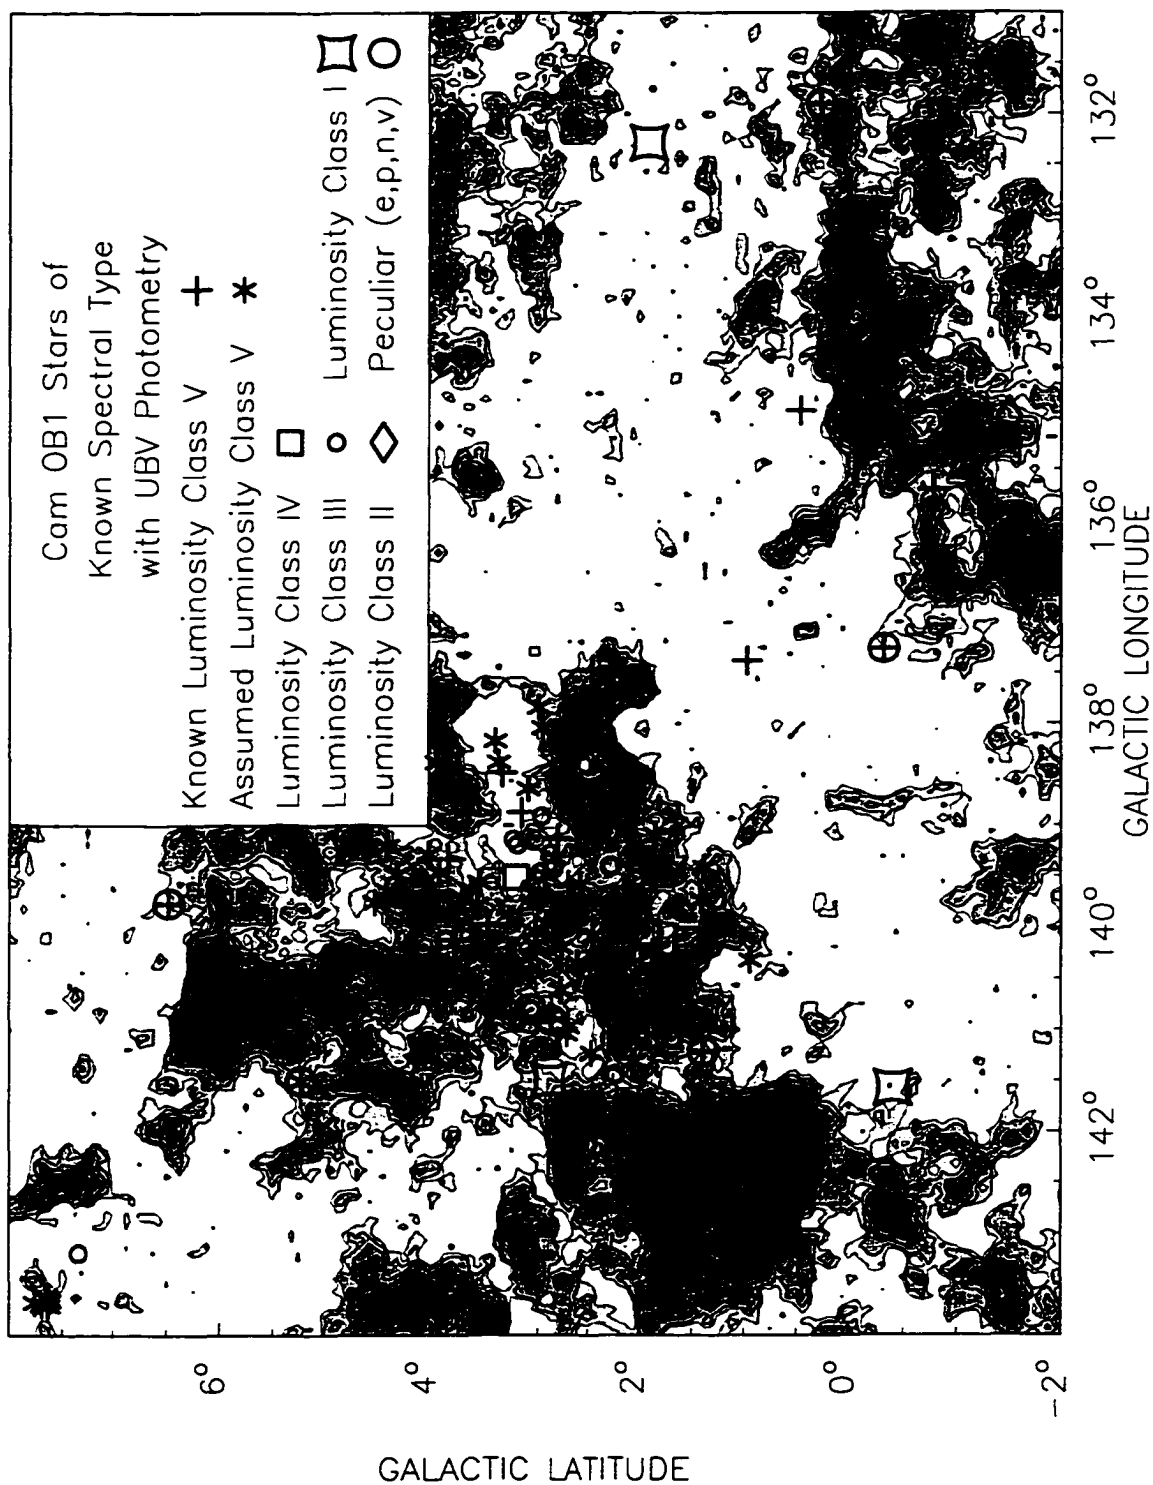 Cam OB1 Stars of
Known Spectral Type
with UBV Photometry
Known Luminosity Class V
Assumed Luminosity Class V
Luminosity Class IV
Luminosity Class III Luminosity Class I
Luminosity Class II Peculiar (e,p,n,v)
6°
4°
2°
0°
-2°
GALACTIC LATITUDE
142°
140°
138°
136°
134°
132°
GALACTIC LONGITUDE